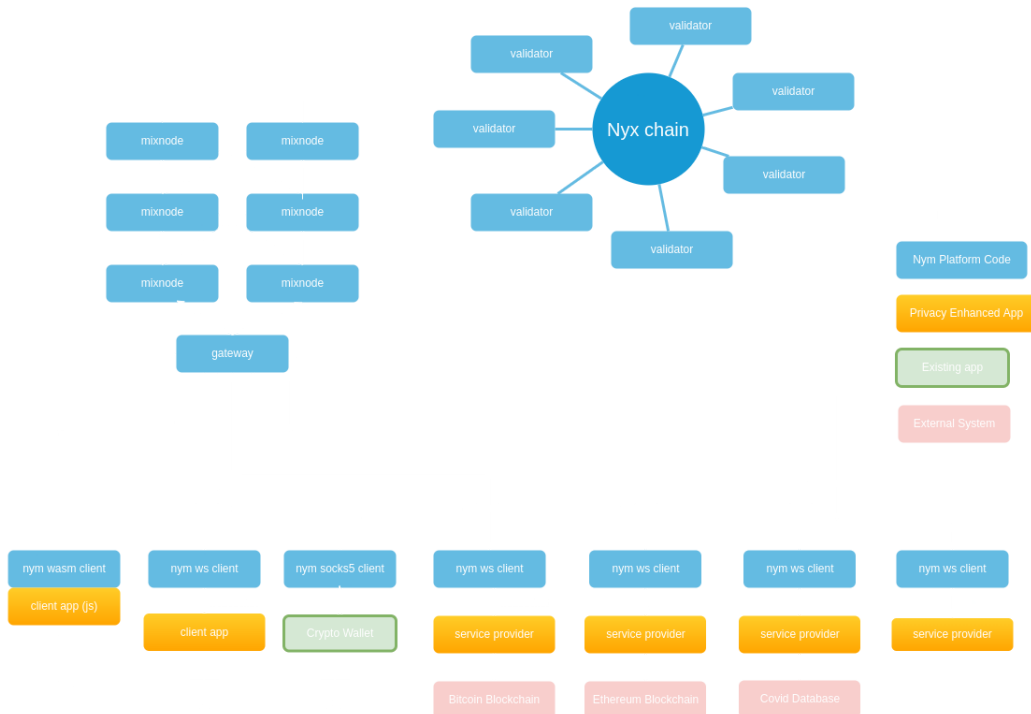 validator
validator
validator
validator
Nyx chain
validator
validator
validator
mixnode
mixnode
mixnode
mixnode
mixnode
mixnode
gateway
Nym Platform Code
Privacy Enhanced App
Existing app
External System
nym wasm client
nym ws client
nym socks5 client
nym ws client
nym ws client
nym ws client
nym ws client
client app (js)
client app
Crypto Wallet
service provider
service provider
service provider
service provider
Bitcoin Blockchain
Ethereum Blockchain
Covid Database